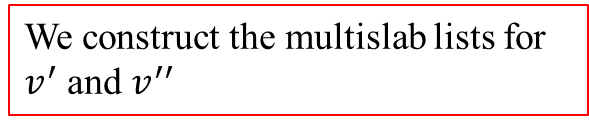 We construct the multislab lists for
v′ and v′′